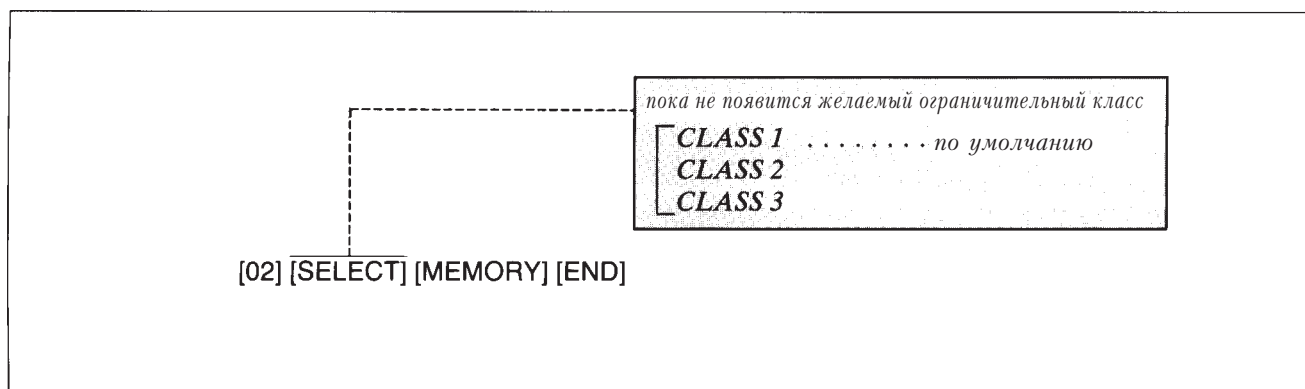 пока не появится желаемый ограничительный класс
CLASS 1 . . . . . . . . по умолчанию
CLASS 2
CLASS 3
[02] [SELECT] [MEMORY] [END]